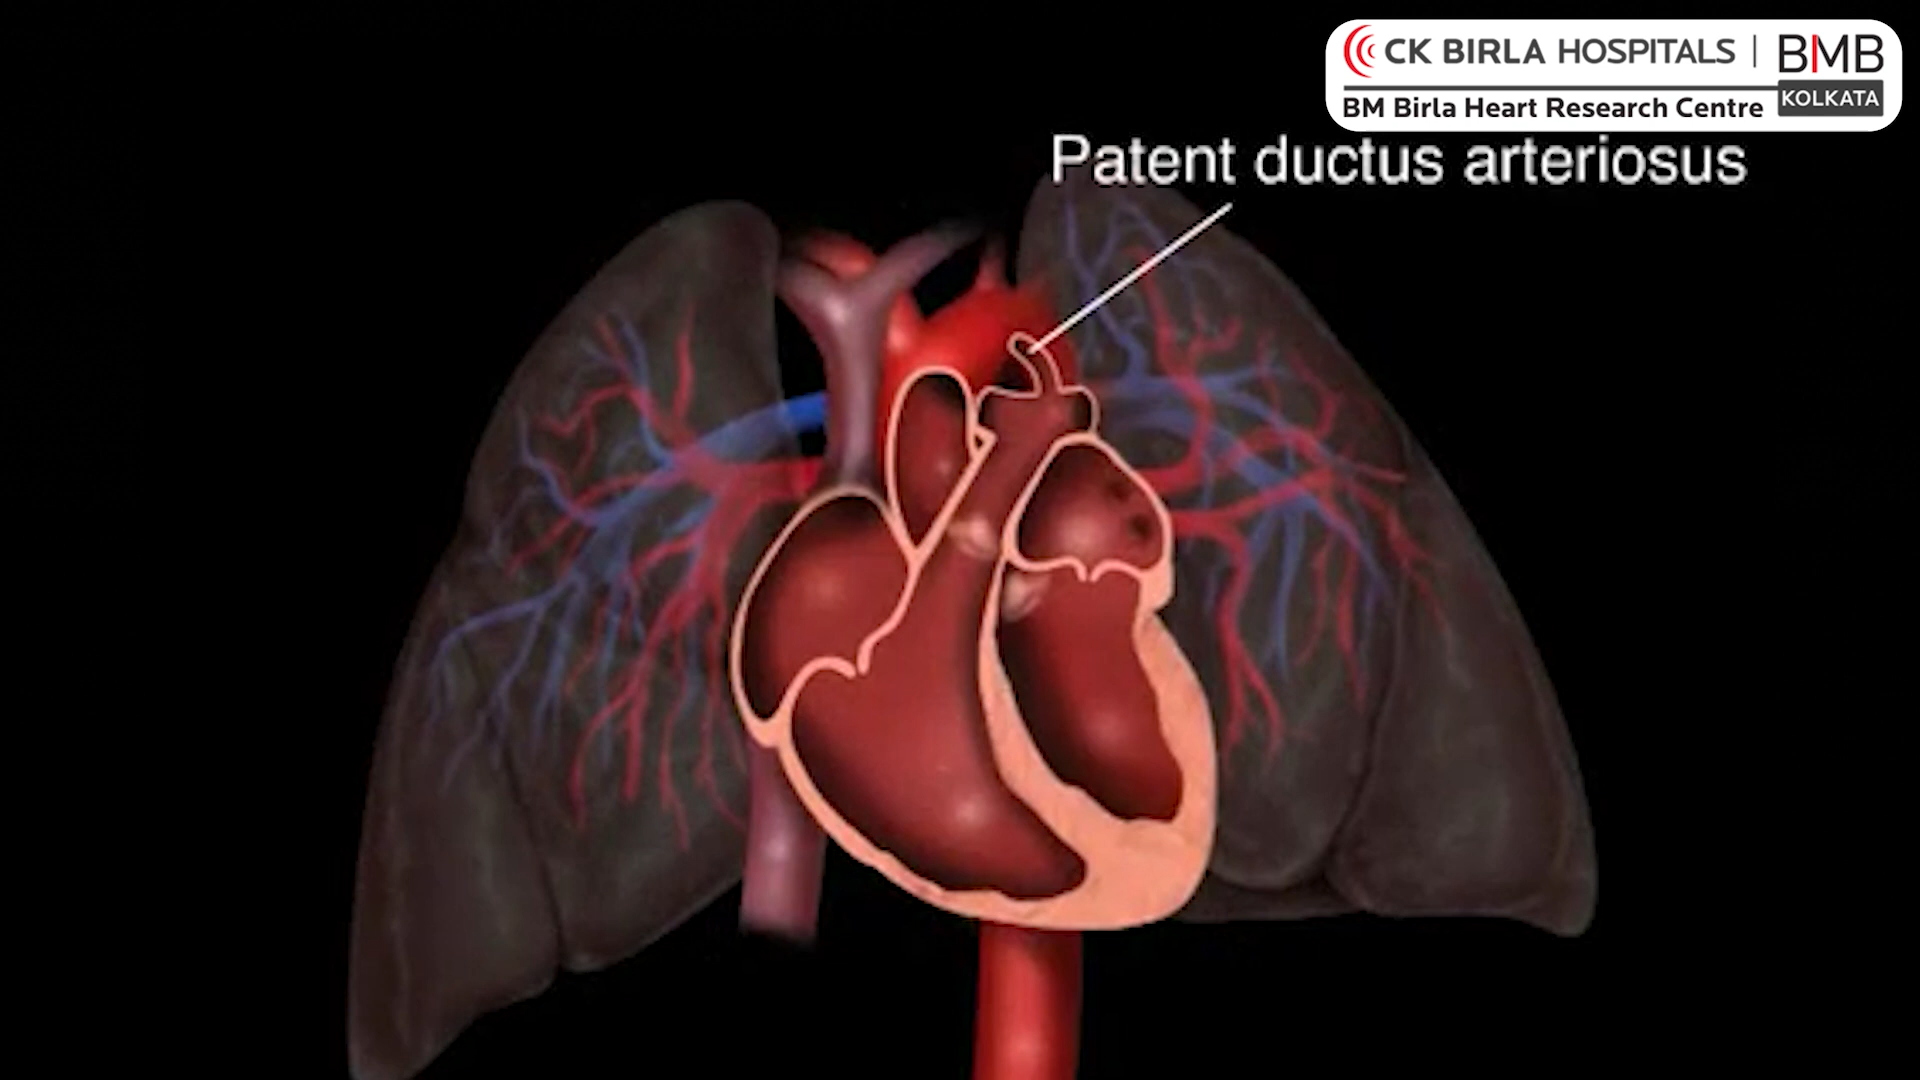 CK BIRLA HOSPITALS | BMB
KOLKATA
BM Birla Heart Research Centre
Patent ductus arteriosus